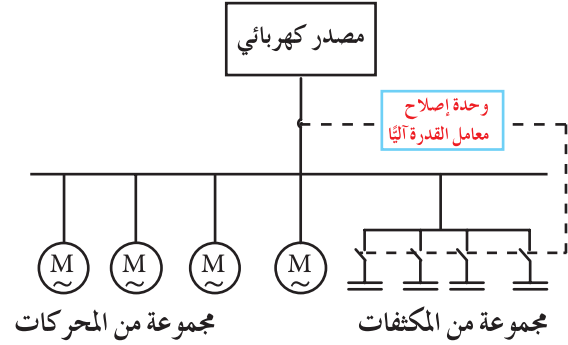 مصدر كهربائي
وحدة إصلاح
معامل القدرة آليًّا
M
M
M
M
مجموعة من المكثفات
مجموعة من المحركات